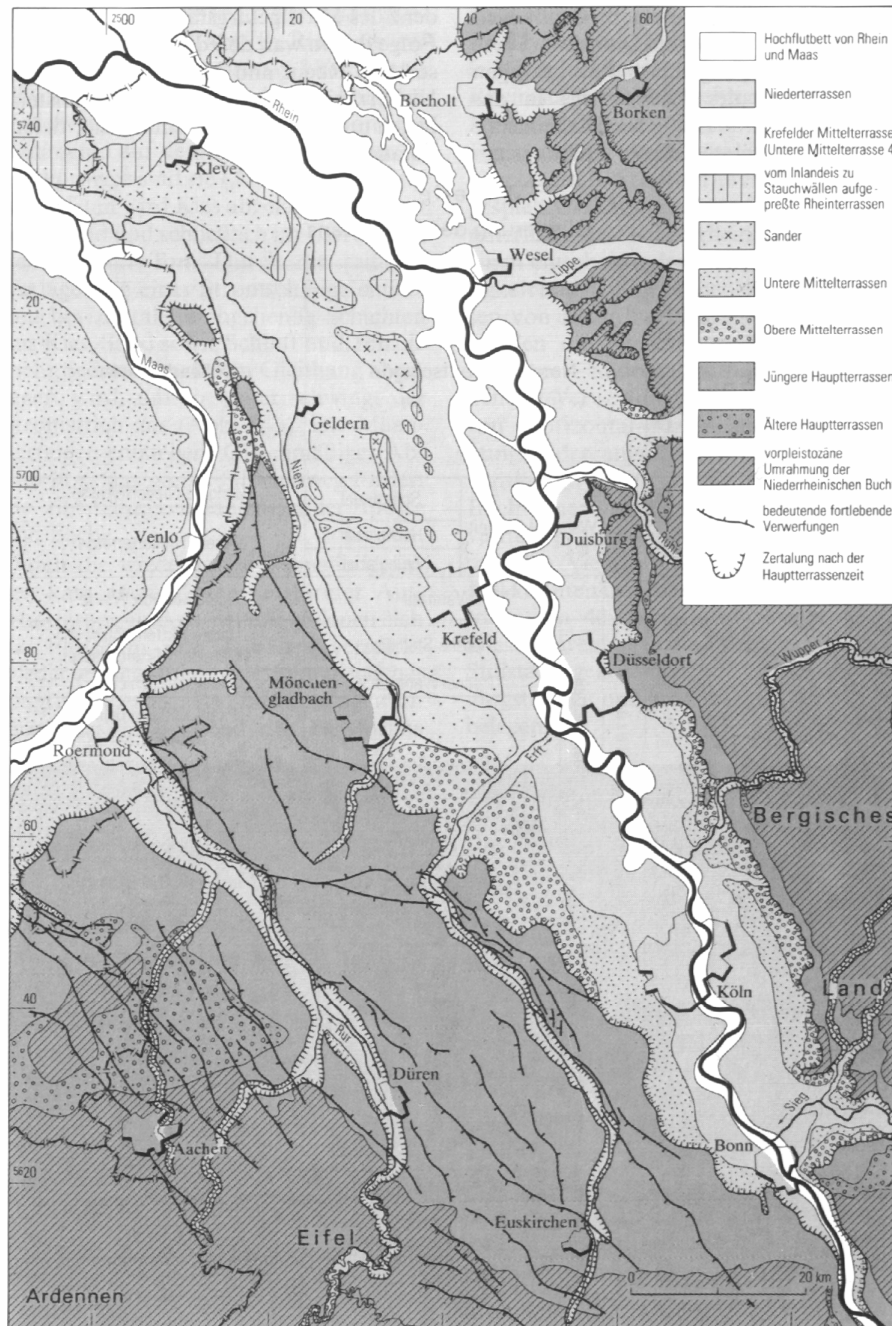 2500
20
40
60
Hochflutbett von Rhein
und Maas
Niederterrassen
Krefelder Mittelterrasse
(Untere Mittelterrasse 4
vom Inlandeis zu
Stauchwällen aufge-
preßte Rheinterrassen
Sander
Untere Mittelterrassen
Obere Mittelterrassen
Jüngere Hauptterrassen
Ältere Hauptterrassen
vorpleistozäne
Umrahmung der
Niederrheinischen Buch
bedeutende fortlebende
Verwerfungen
Zertalung nach der
Hauptterrassenzeit
Rhein
Bocholt
Borken
5740
Kleve
Wesel
Lippe
20
Maas
Geldern
Niers
5700
Venlo
Duisburg
Ruhr
Krefeld
80
Düsseldorf
Wupper
Mönchen-
gladbach
Roermond
Erft
Bergisches
60
40
Köln
Land
Rur
Düren
Sieg
Aachen
Bonn
5620
Euskirchen
Eifel
0
20 km
Ardennen